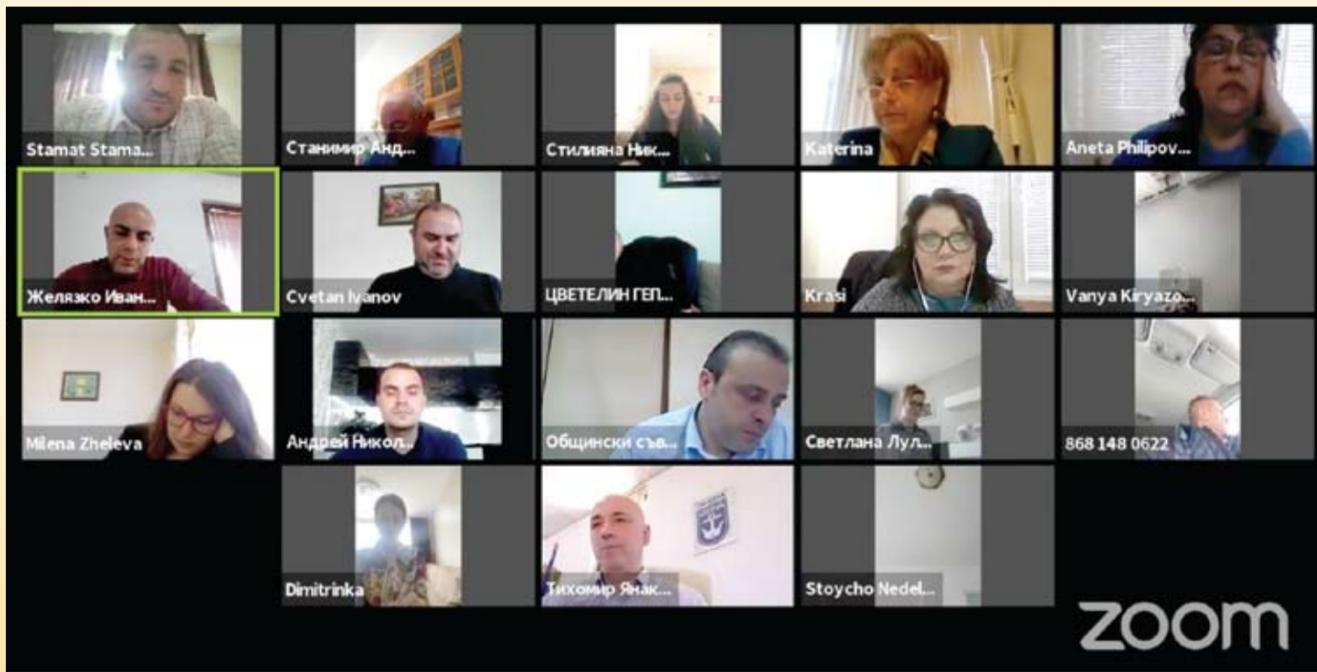 Stamat Stama...
Станимир Анд...
Стилияна Ник...
Katerina
Aneta Philipov...
Желязко Иван...
Cvetan Ivanov
ЦВЕТЕЛИН ГЕП...
Krasi
Vanya Kiryazo...
Milena Zheleva
Андрей Никол...
Общински съв...
Светлана Лул...
868 148 0622
Dimitrinka
Тихомир Янак...
Stoycho Nedel...
zoom